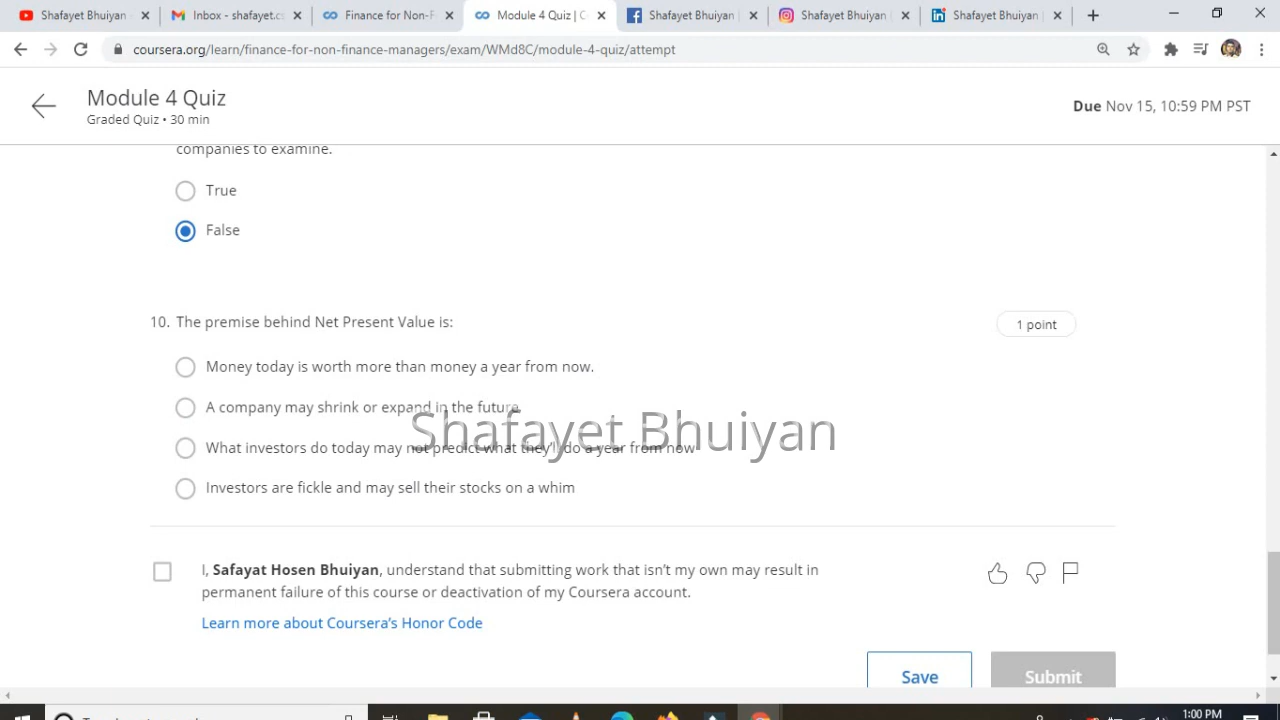 Shafayet Bhuiyan
Inbox - shafayet.cs
Finance for Non-F
Module 4 Quiz | C
Shafayet Bhuiyan |
Shafayet Bhuiyan (
Shafayet Bhuiyan |
coursera.org/learn/finance-for-non-finance-managers/exam/WMd8C/module-4-quiz/attempt
Module 4 Quiz
Graded Quiz • 30 min
Due Nov 15, 10:59 PM PST
companies to examine.
True
False
10. The premise behind Net Present Value is:
1 point
Money today is worth more than money a year from now.
A company may shrink or expand in the future
Shafayet Bhuiyan
What investors do today may not predict what they'll do a year from now
Investors are fickle and may sell their stocks on a whim
I, Safayat Hosen Bhuiyan, understand that submitting work that isn't my own may result in
permanent failure of this course or deactivation of my Coursera account.
Learn more about Coursera's Honor Code
Save
Submit
1:00 PM